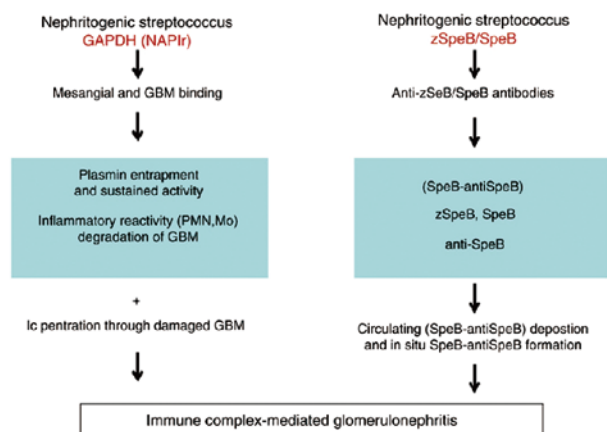 Nephritogenic streptococcus
GAPDH (NAPlr)
Mesangial and GBM binding
Plasmin entrapment
and sustained activity
Inflammatory reactivity (PMN,Mo)
degradation of GBM
+
Ic pentration through damaged GBM
Nephritogenic streptococcus
zSpeB/SpeB
Anti-zSeB/SpeB antibodies
(SpeB-antiSpeB)
zSPEB, SpeB
anti-SpeB
Circulating (SpeB-antiSpeB) depostion
and in situ SpeB-antiSpeB formation
Immune complex-mediated glomerulonephritis